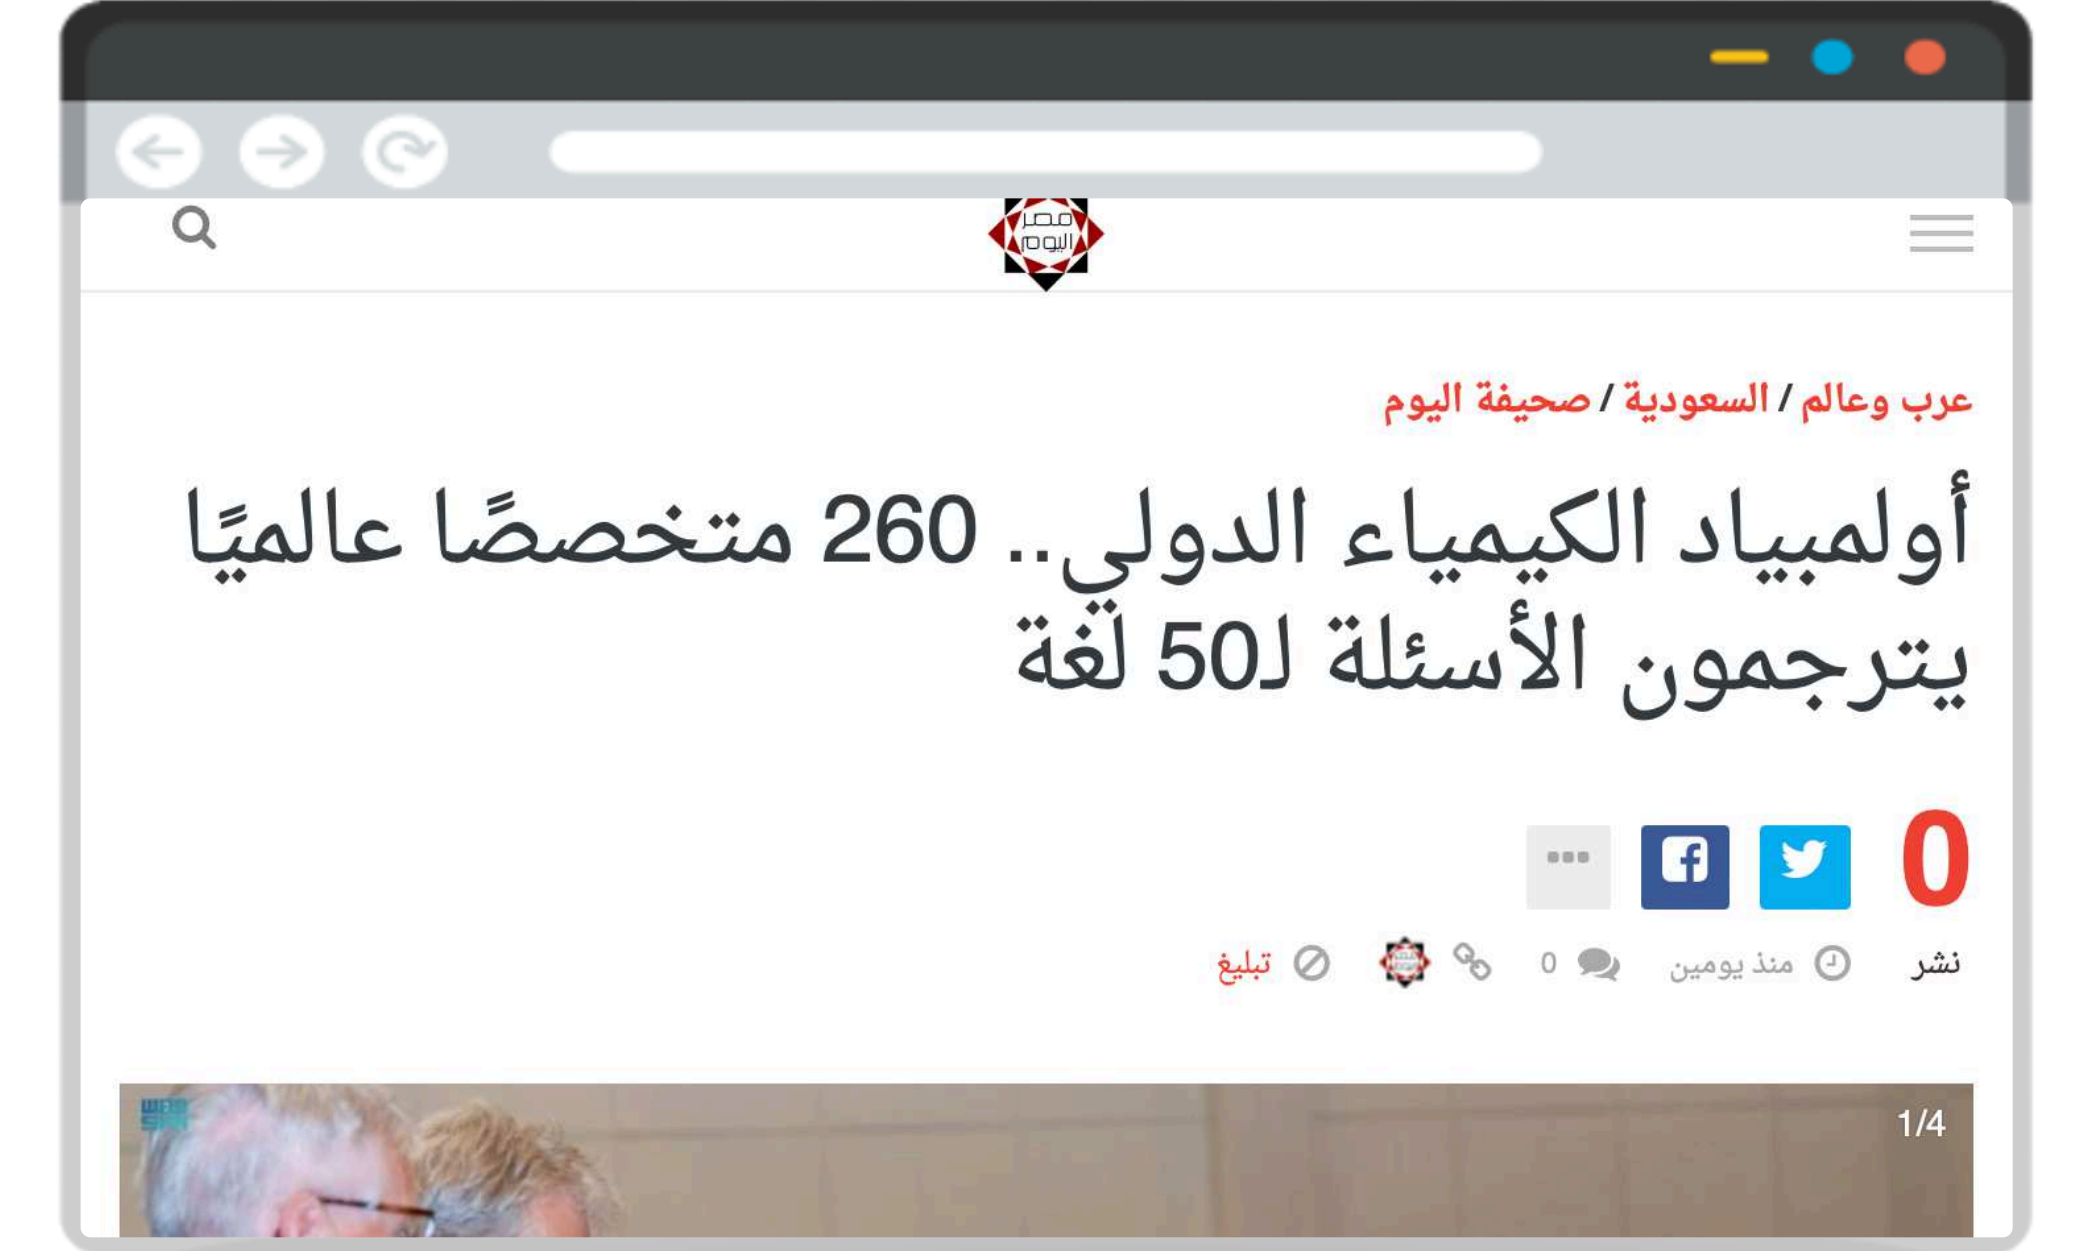 مصر
اليوم
عرب وعالم / السعودية / صحيفة اليوم
أولمبياد الكيمياء الدولي.. 260 متخصصًا عالميًا
يترجمون الأسئلة لـ50 لغة
0
نشر منذ يومين 0 تبليغ
1/4